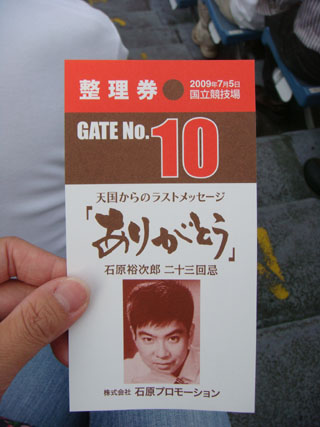 整理券
2009年7月5日
国立競技場
GATE No. 10
天国からのラストメッセージ
「ありがとう」
石原裕次郎 二十三回忌
株式会社 石原プロモーション